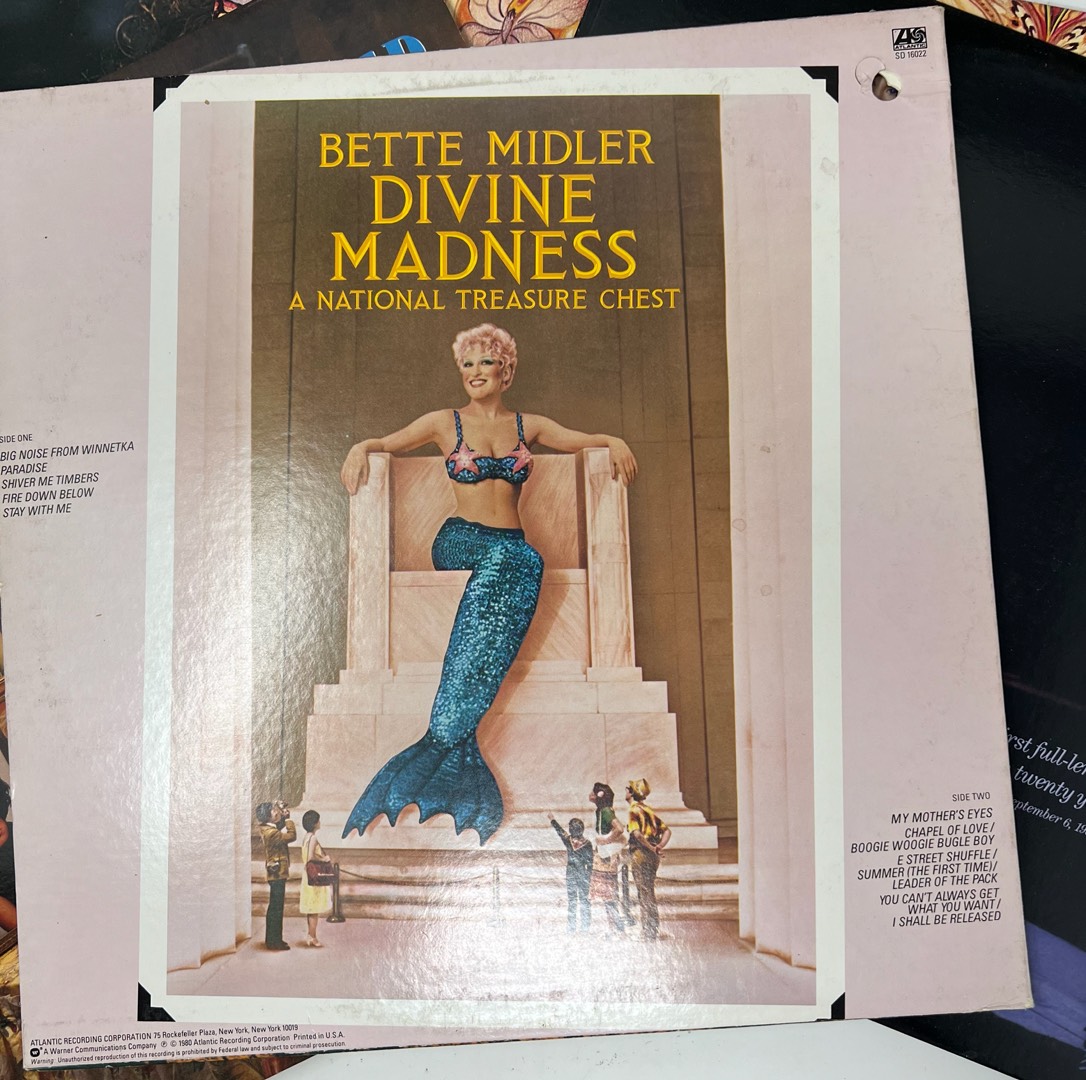 ATLANTIC
SD 16022
BETTE MIDLER
DIVINE
MADNESS
A NATIONAL TREASURE CHEST
SIDE ONE
BIG NOISE FROM WINNETKA
PARADISE
SHIVER ME TIMBERS
FIRE DOWN BELOW
STAY WITH ME
SIDE TWO
MY MOTHER'S EYES
CHAPEL OF LOVE /
BOOGIE WOOGIE BUGLE BOY
E STREET SHUFFLE /
SUMMER (THE FIRST TIME) /
LEADER OF THE PACK
YOU CAN'T ALWAYS GET
WHAT YOU WANT /
I SHALL BE RELEASED
ATLANTIC RECORDING CORPORATION 75 Rockefeller Plaza, New York, New York 10019
A Warner Communications Company ℗ © 1980 Atlantic Recording Corporation Printed in U.S.A.
Warning: Unauthorized reproduction of this recording is prohibited by Federal law and subject to criminal prosecution.
twenty